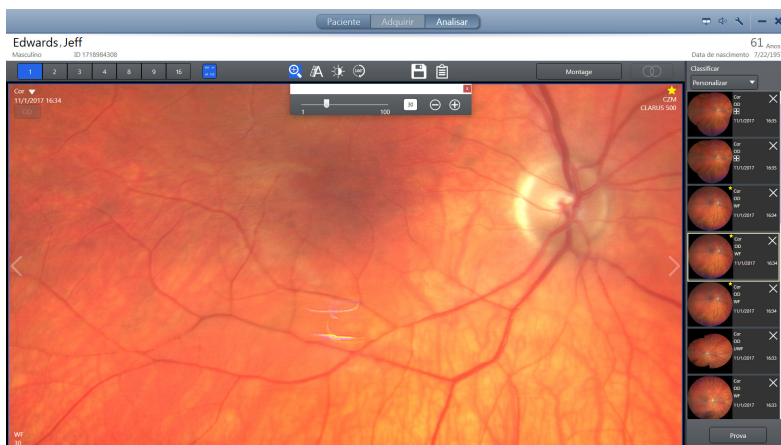 Paciente Adquirir Analisar
Edwards, Jeff
Masculino ID 1718984308
61 Anos
Data de nascimento 7/22/195
1 2 3 4 8 9 16
Montage
Classificar
Personalizar
Cor
11/1/2017 16:34
OD
1 100
30
CZM
CLARUS 500
Cor
OD
11/1/2017 16:35
Cor
OD
11/1/2017 16:35
Cor
OD
WF
11/1/2017 16:34
Cor
OD
WF
11/1/2017 16:34
Cor
OD
WF
11/1/2017 16:34
Cor
OD
UWF
11/1/2017 16:33
Cor
OD
WF
11/1/2017 16:33
WF
30
Prova